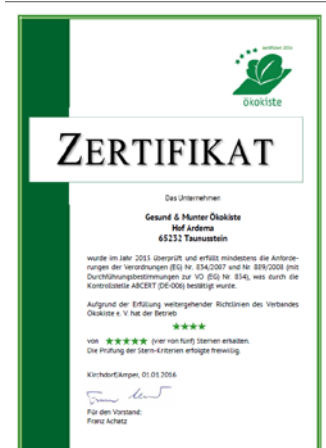 zertifiziert 2016
ökokiste
ZERTIFIKAT
Das Unternehmen
Gesund & Munter Ökokiste
Hof Ardema
65232 Taunusstein
wurde im Jahr 2015 überprüft und erfüllt mindestens die Anforde-
rungen der Verordnungen (EG) Nr. 834/2007 und Nr. 889/2008 (mit
Durchführungsbestimmungen zur VO (EG) Nr. 834), was durch die
Kontrollstelle ABCERT (DE-006) bestätigt wurde.
Aufgrund der Erfüllung weitergehender Richtlinien des Verbandes
Ökokiste e. V. hat der Betrieb
★★★★
von ★★★★★ (vier von fünf) Sternen erhalten.
Die Prüfung der Stern-Kriterien erfolgte freiwillig.
Kirchdorf/Amper, 01.01.2016
Für den Vorstand:
Franz Achatz